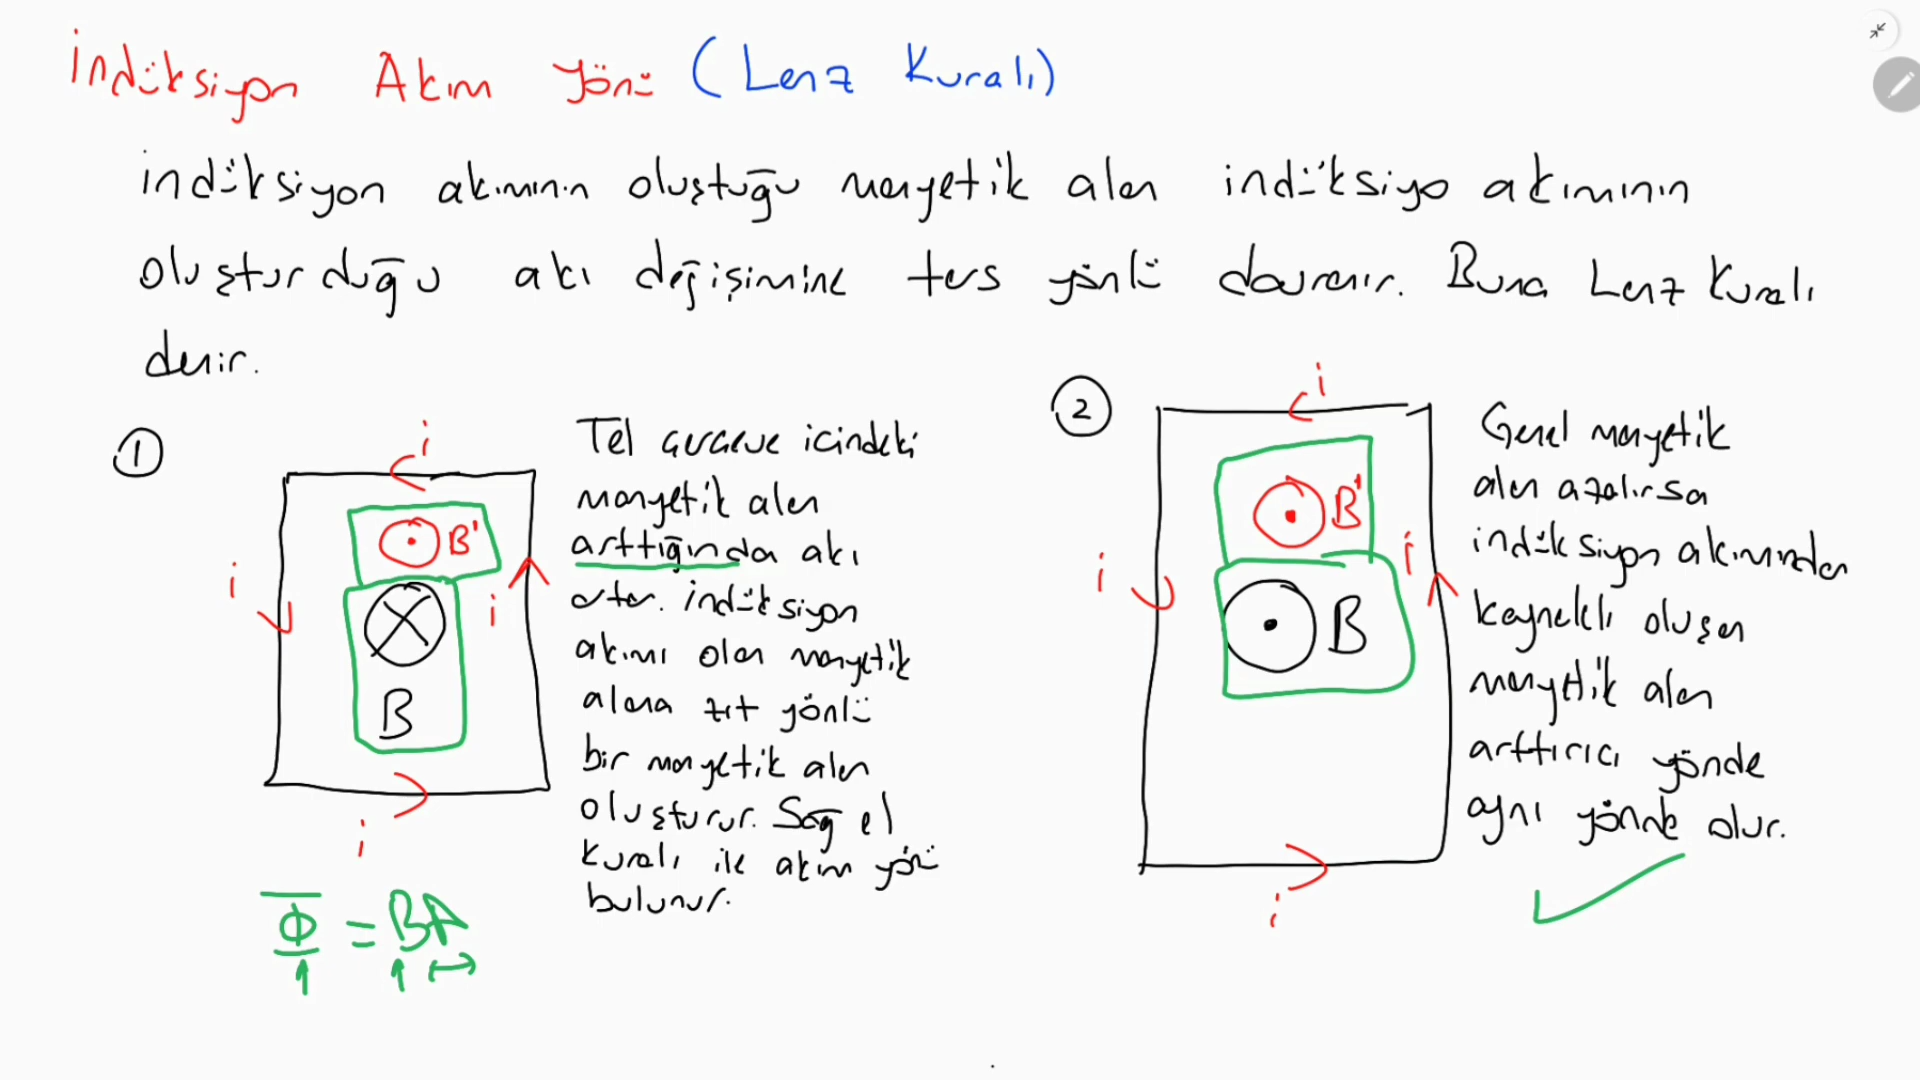 İndüksiyon Akım Yönü (Lenz Kuralı)
indüksiyon akımının oluştuğu manyetik alan indüksiyo akımının
oluşturduğu akı değişimine ters yönlü davranır. Buna Lenz Kuralı
denir.
1
i
i
B'
i
B
i
Φ = BA
Tel çerçeve içindeki
manyetik alan
arttığında akı
artar. İndüksiyon
akımı olan manyetik
alana zıt yönlü
bir manyetik alan
oluşturur. Sağ el
kuralı ile akım yönü
bulunur.
2
i
B'
i
i
B
i
Genel manyetik
alan azalırsa
indüksiyon akımından
kaynaklı oluşan
manyetik alan
arttırıcı yönde
aynı yönde olur.